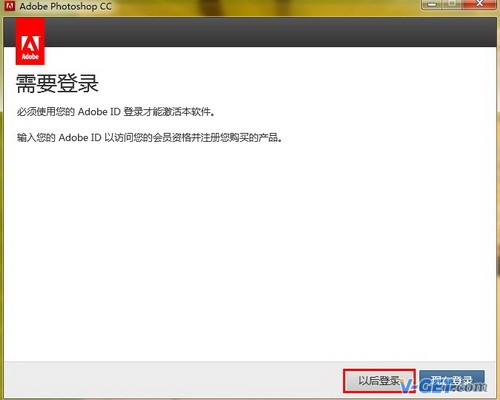 Adobe Photoshop CC
Adobe
需要登录
必须使用您的 Adobe ID 登录才能激活本软件。
输入您的 Adobe ID 以访问您的会员资格并注册您购买的产品。
以后登录
现在登录
V-GET.com